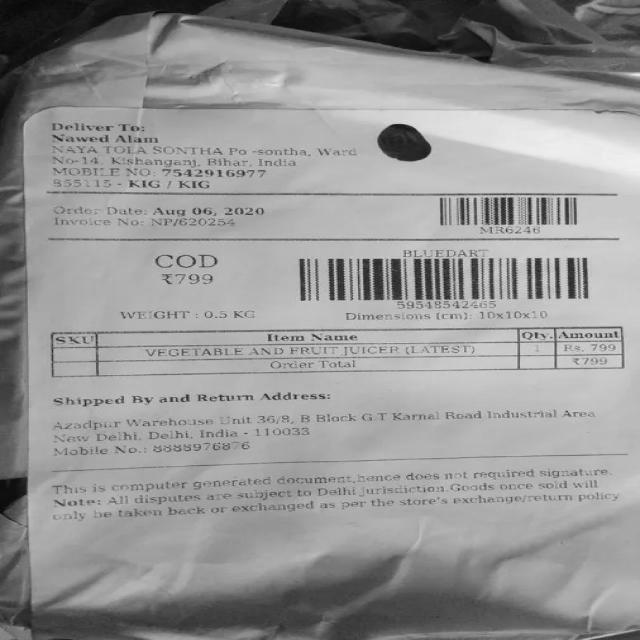 Deliver To:
Nawed Alam
NAYA TOLA SONTHA Po -sontha, Ward
No-14, Kishanganj, Bihar, India
MOBILE NO: 7542916977
855115 - KIG / KIG
Order Date: Aug 06, 2020
Invoice No: NP/620254
MR6246
COD
₹799
BLUEDART
59548542465
WEIGHT : 0.5 KG
Dimensions (cm): 10x10x10
SKU Item Name Qty. Amount
VEGETABLE AND FRUIT JUICER (LATEST) 1 Rs. 799
Order Total ₹799
Shipped By and Return Address:
Azadpur Warehouse Unit 36/8, B Block G.T Karnal Road Industrial Area
New Delhi, Delhi, India - 110033
Mobile No.: 8888976876
This is computer generated document,hence does not required signature.
Note: All disputes are subject to Delhi jurisdiction.Goods once sold will
only be taken back or exchanged as per the store's exchange/return policy